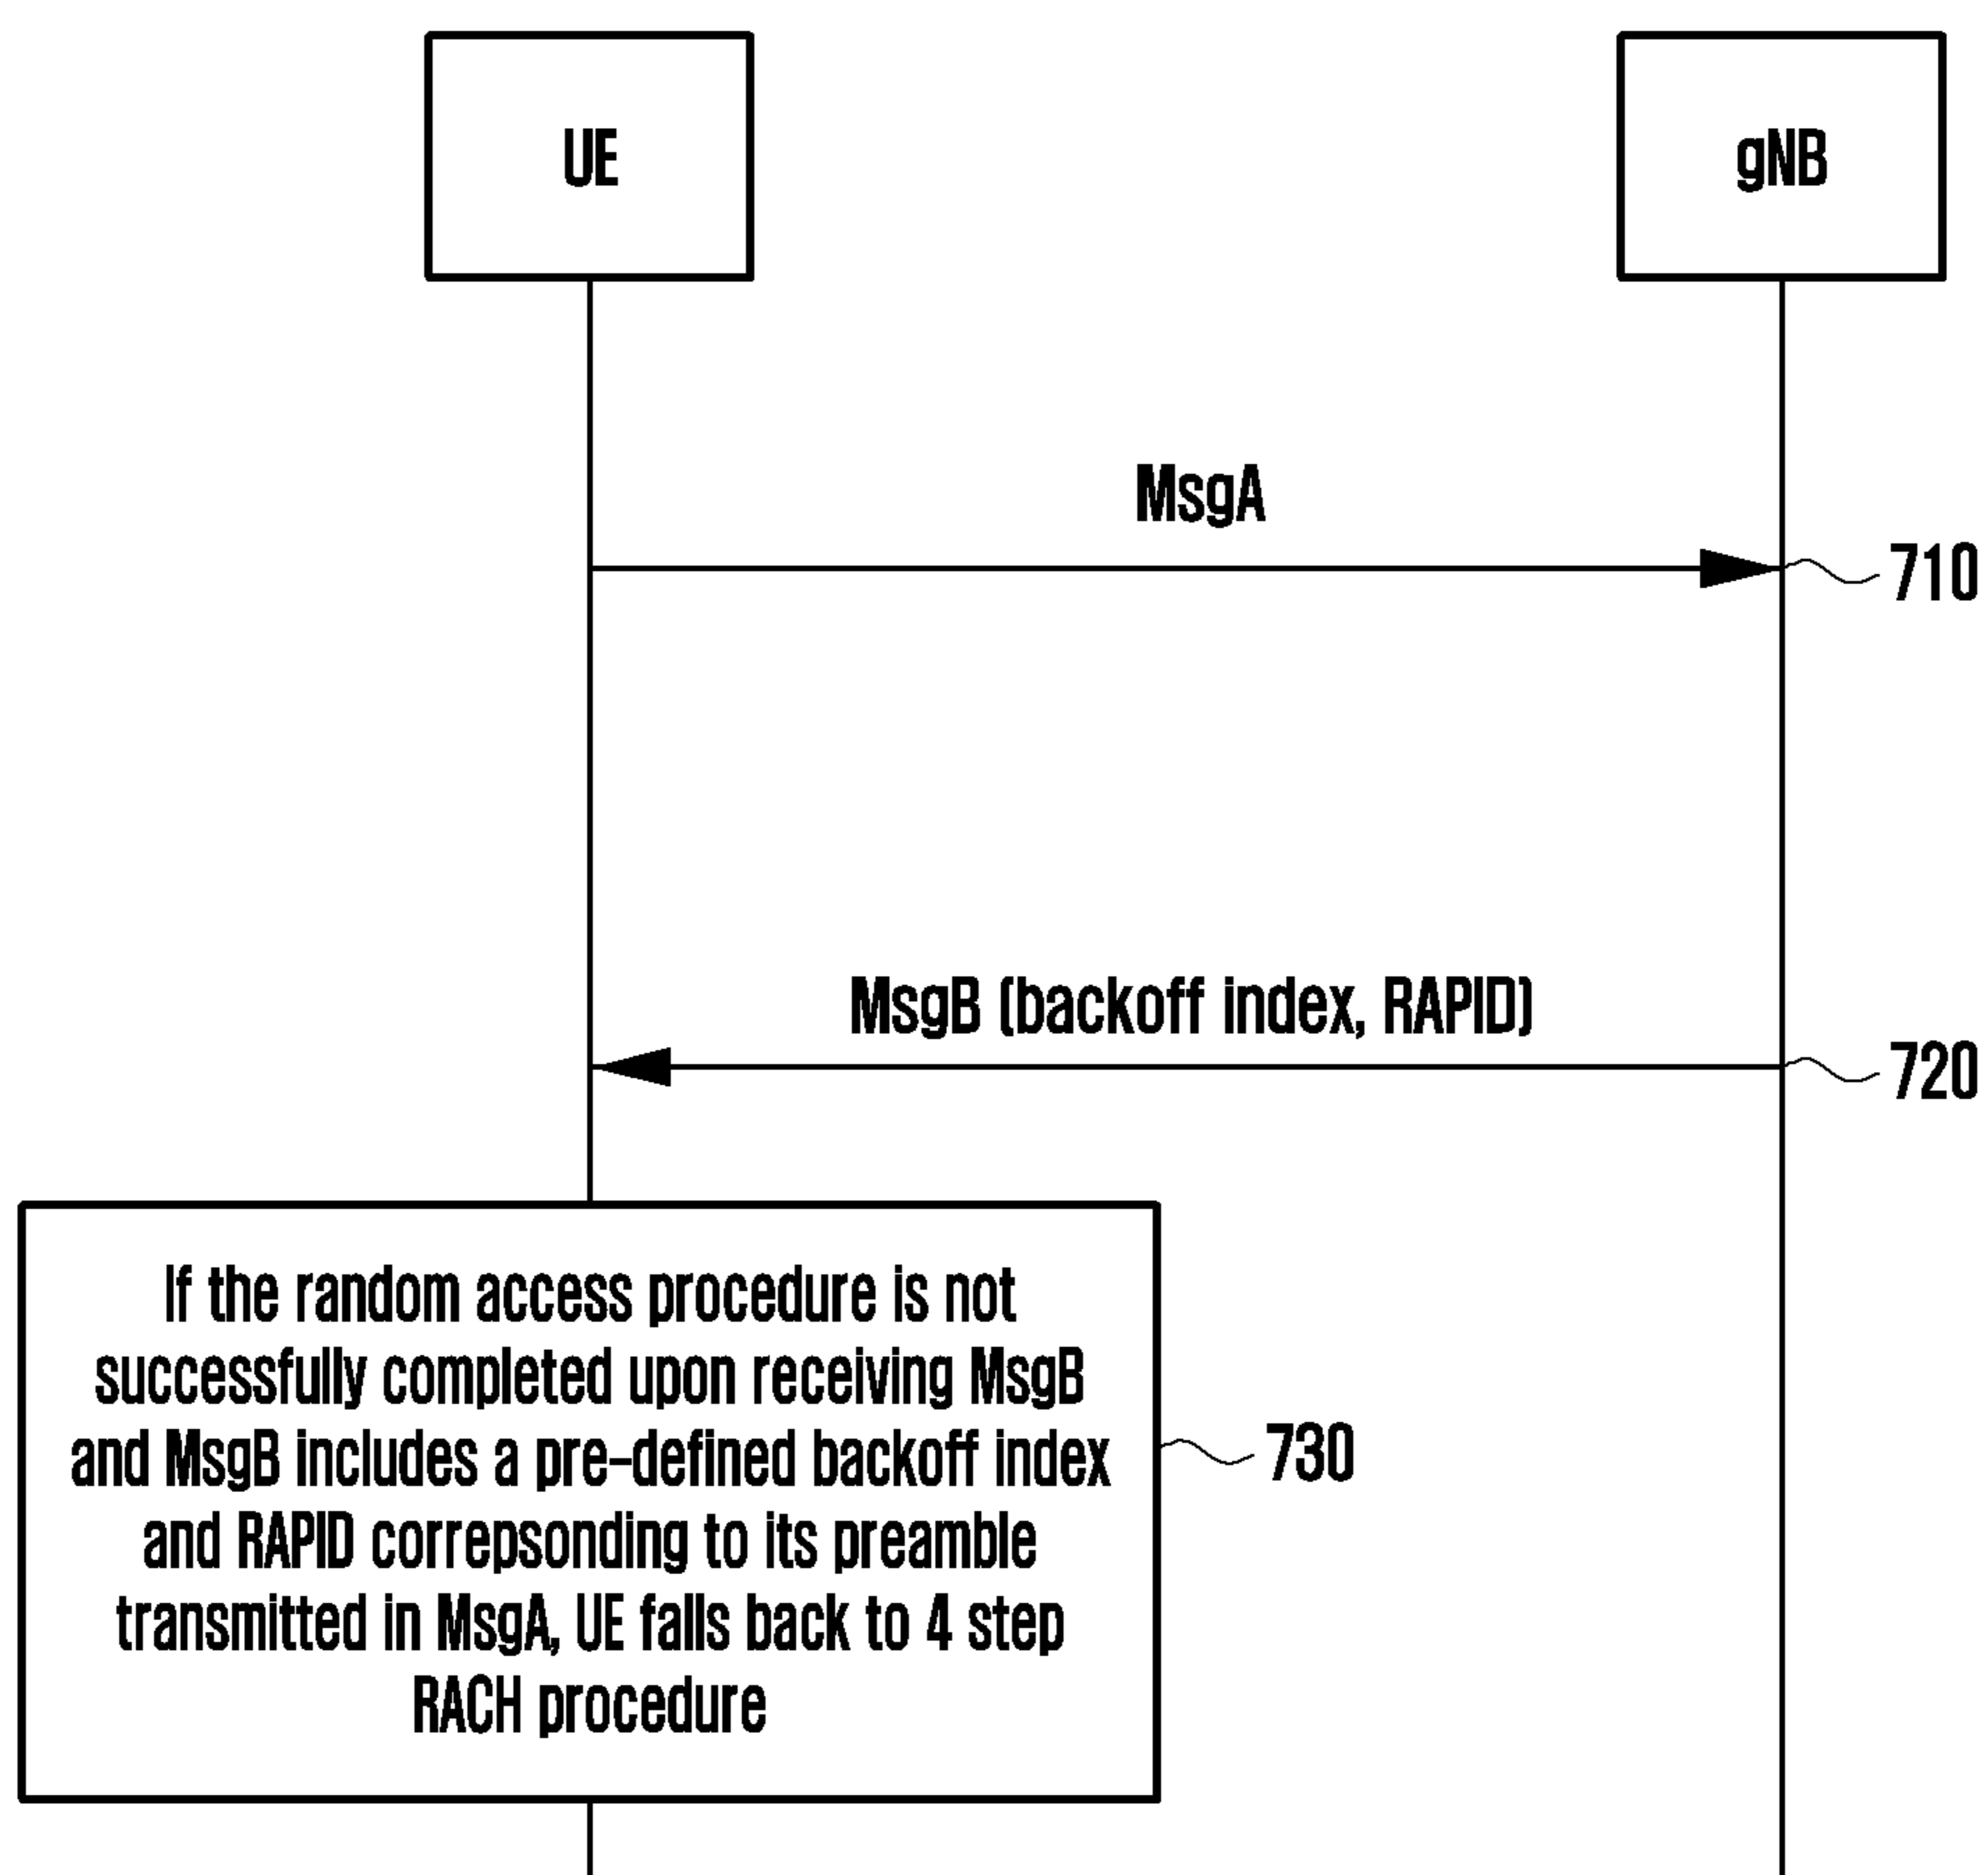 UE
gNB
MsgA
710
MsgB (backoff index, RAPID)
720
If the random access procedure is not
successfully completed upon receiving MsgB
and MsgB includes a pre-defined backoff index
and RAPID correpsonding to its preamble
transmitted in MsgA, UE falls back to 4 step
RACH procedure
730